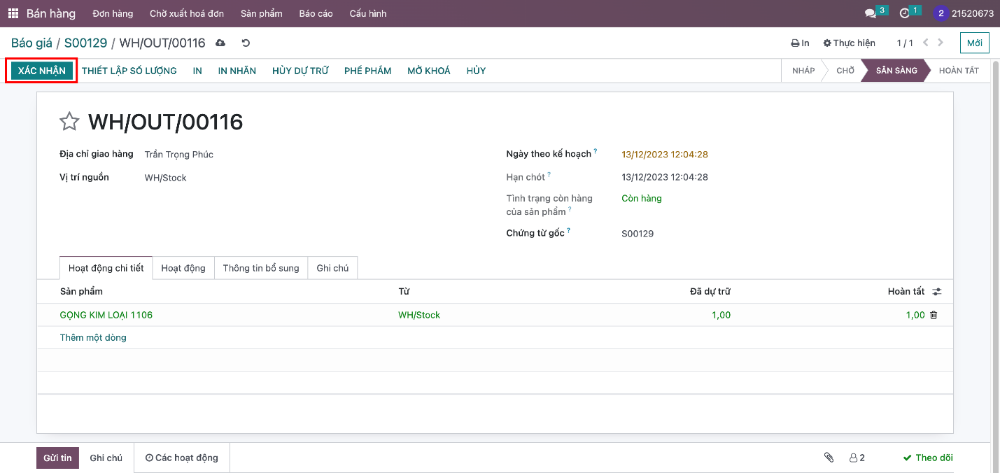 Bán hàng Đơn hàng Chờ xuất hoá đơn Sản phẩm Báo cáo Cấu hình 3 1 2 21520673
Báo giá / S00129 / WH/OUT/00116 In Thực hiện 1 / 1 Mới
XÁC NHẬN THIẾT LẬP SỐ LƯỢNG IN IN NHÃN HỦY DỰ TRỮ PHẾ PHẨM MỞ KHOÁ HỦY NHÁP CHỜ SẴN SÀNG HOÀN TẤT
WH/OUT/00116
Địa chỉ giao hàng Trần Trọng Phúc Ngày theo kế hoạch ? 13/12/2023 12:04:28
Vị trí nguồn WH/Stock Hạn chót ? 13/12/2023 12:04:28
Tình trạng còn hàng Còn hàng
của sản phẩm ?
Chứng từ gốc ? S00129
Hoạt động chi tiết Hoạt động Thông tin bổ sung Ghi chú
Sản phẩm Từ Đã dự trữ Hoàn tất
GỌNG KIM LOẠI 1106 WH/Stock 1,00 1,00
Thêm một dòng
Gửi tin Ghi chú Các hoạt động 2 Theo dõi